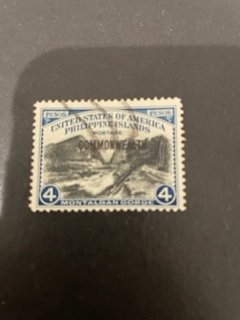 PESOS UNITED STATES OF AMERICA PESOS
PHILIPPINE ISLANDS
POSTAGE
COMMONWEALTH
4 MONTALBAN GORGE 4